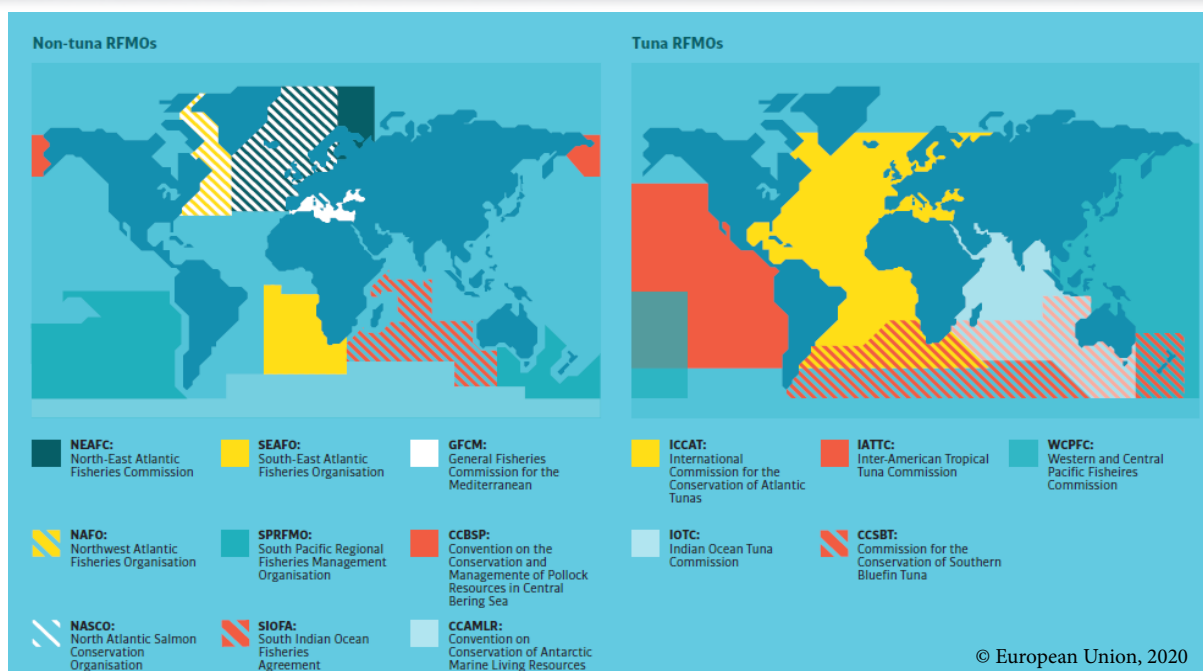 Non-tuna RFMOs
Tuna RFMOs
NEAFC:
North-East Atlantic
Fisheries Commission
SEAFO:
South-East Atlantic
Fisheries Organisation
GFCM:
General Fisheries
Commission for the
Mediterranean
NAFO:
Northwest Atlantic
Fisheries Organisation
SPRFMO:
South Pacific Regional
Fisheries Management
Organisation
CCBSP:
Convention on the
Conservation and
Managemente of Pollock
Resources in Central
Bering Sea
NASCO:
North Atlantic Salmon
Conservation
Organisation
SIOFA:
South Indian Ocean
Fisheries
Agreement
CCAMLR:
Convention on
Conservation of Antarctic
Marine Living Resources
ICCAT:
International
Commission for the
Conservation of Atlantic
Tunas
IATTC:
Inter-American Tropical
Tuna Commission
WCPFC:
Western and Central
Pacific Fisheires
Commission
IOTC:
Indian Ocean Tuna
Commission
CCSBT:
Commission for the
Conservation of Southern
Bluefin Tuna
© European Union, 2020